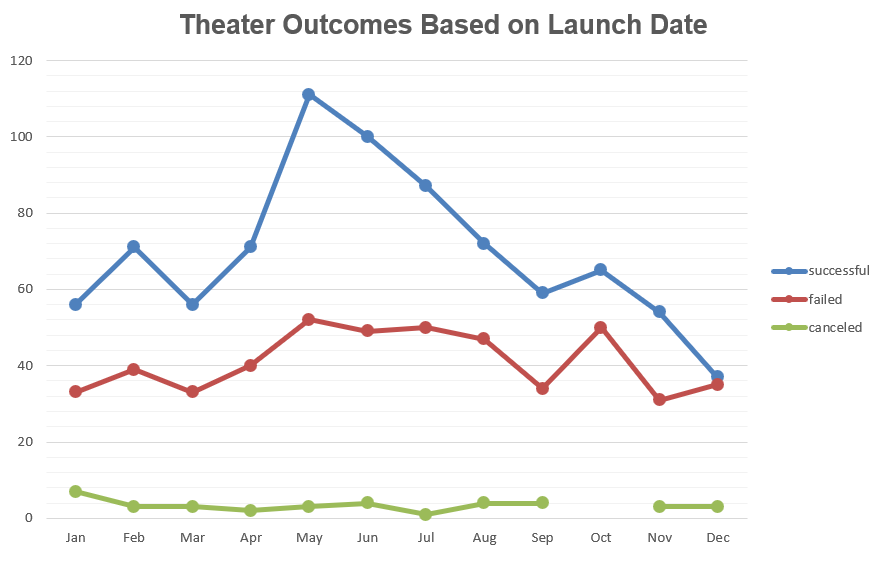 Theater Outcomes Based on Launch Date
120
100
80
60
40
20
0
Jan Feb Mar Apr May Jun Jul Aug Sep Oct Nov Dec
successful
failed
canceled